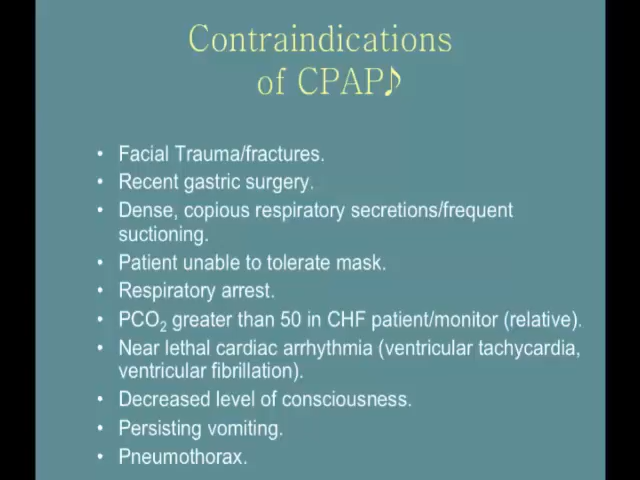 Contraindications
of CPAP♪
• Facial Trauma/fractures.
• Recent gastric surgery.
• Dense, copious respiratory secretions/frequent
suctioning.
• Patient unable to tolerate mask.
• Respiratory arrest.
• PCO₂ greater than 50 in CHF patient/monitor (relative).
• Near lethal cardiac arrhythmia (ventricular tachycardia,
ventricular fibrillation).
• Decreased level of consciousness.
• Persisting vomiting.
• Pneumothorax.